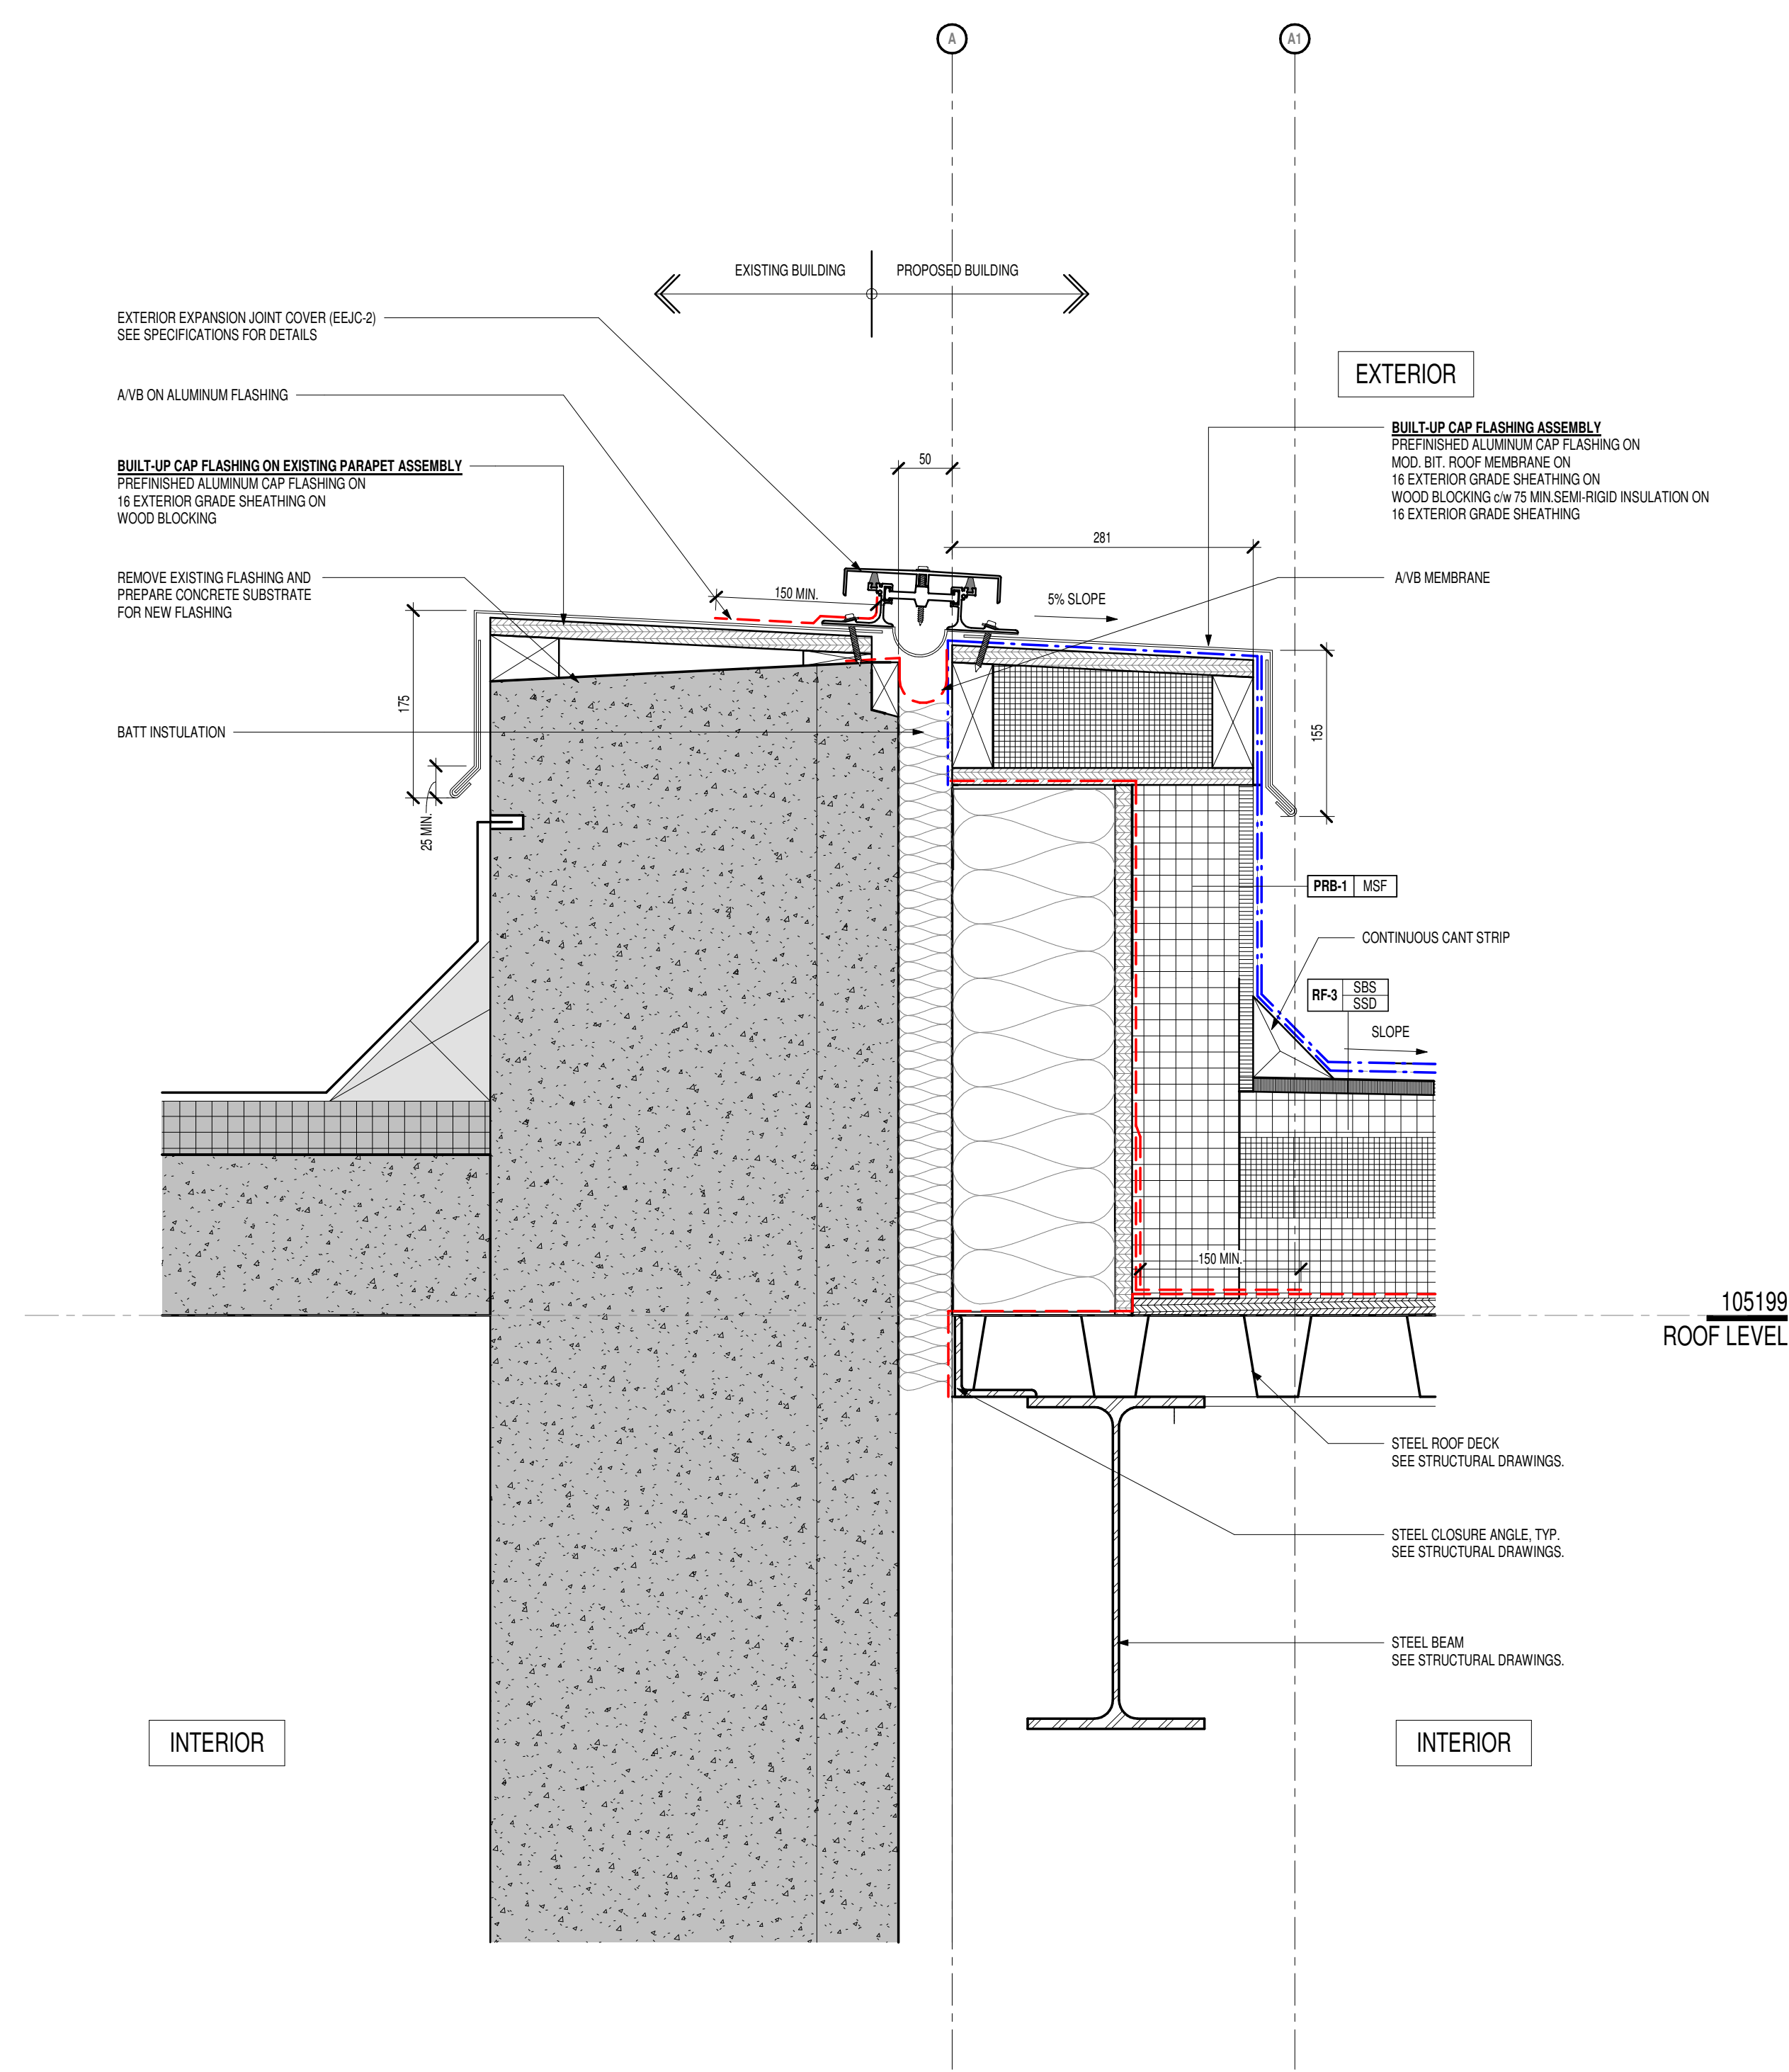 A
A1
EXISTING BUILDING
PROPOSED BUILDING
EXTERIOR EXPANSION JOINT COVER (EEJC-2)
SEE SPECIFICATIONS FOR DETAILS
EXTERIOR
A/VB ON ALUMINUM FLASHING
BUILT-UP CAP FLASHING ASSEMBLY
PREFINISHED ALUMINUM CAP FLASHING ON
MOD. BIT. ROOF MEMBRANE ON
16 EXTERIOR GRADE SHEATHING ON
WOOD BLOCKING c/w 75 MIN.SEMI-RIGID INSULATION ON
16 EXTERIOR GRADE SHEATHING
BUILT-UP CAP FLASHING ON EXISTING PARAPET ASSEMBLY
PREFINISHED ALUMINUM CAP FLASHING ON
16 EXTERIOR GRADE SHEATHING ON
WOOD BLOCKING
50
281
REMOVE EXISTING FLASHING AND
PREPARE CONCRETE SUBSTRATE
FOR NEW FLASHING
A/VB MEMBRANE
150 MIN.
5% SLOPE
175
155
BATT INSTULATION
25 MIN.
PRB-1 MSF
CONTINUOUS CANT STRIP
RF-3 SBS
SSD
SLOPE
150 MIN.
105199
ROOF LEVEL
STEEL ROOF DECK
SEE STRUCTURAL DRAWINGS.
STEEL CLOSURE ANGLE, TYP.
SEE STRUCTURAL DRAWINGS.
STEEL BEAM
SEE STRUCTURAL DRAWINGS.
INTERIOR
INTERIOR